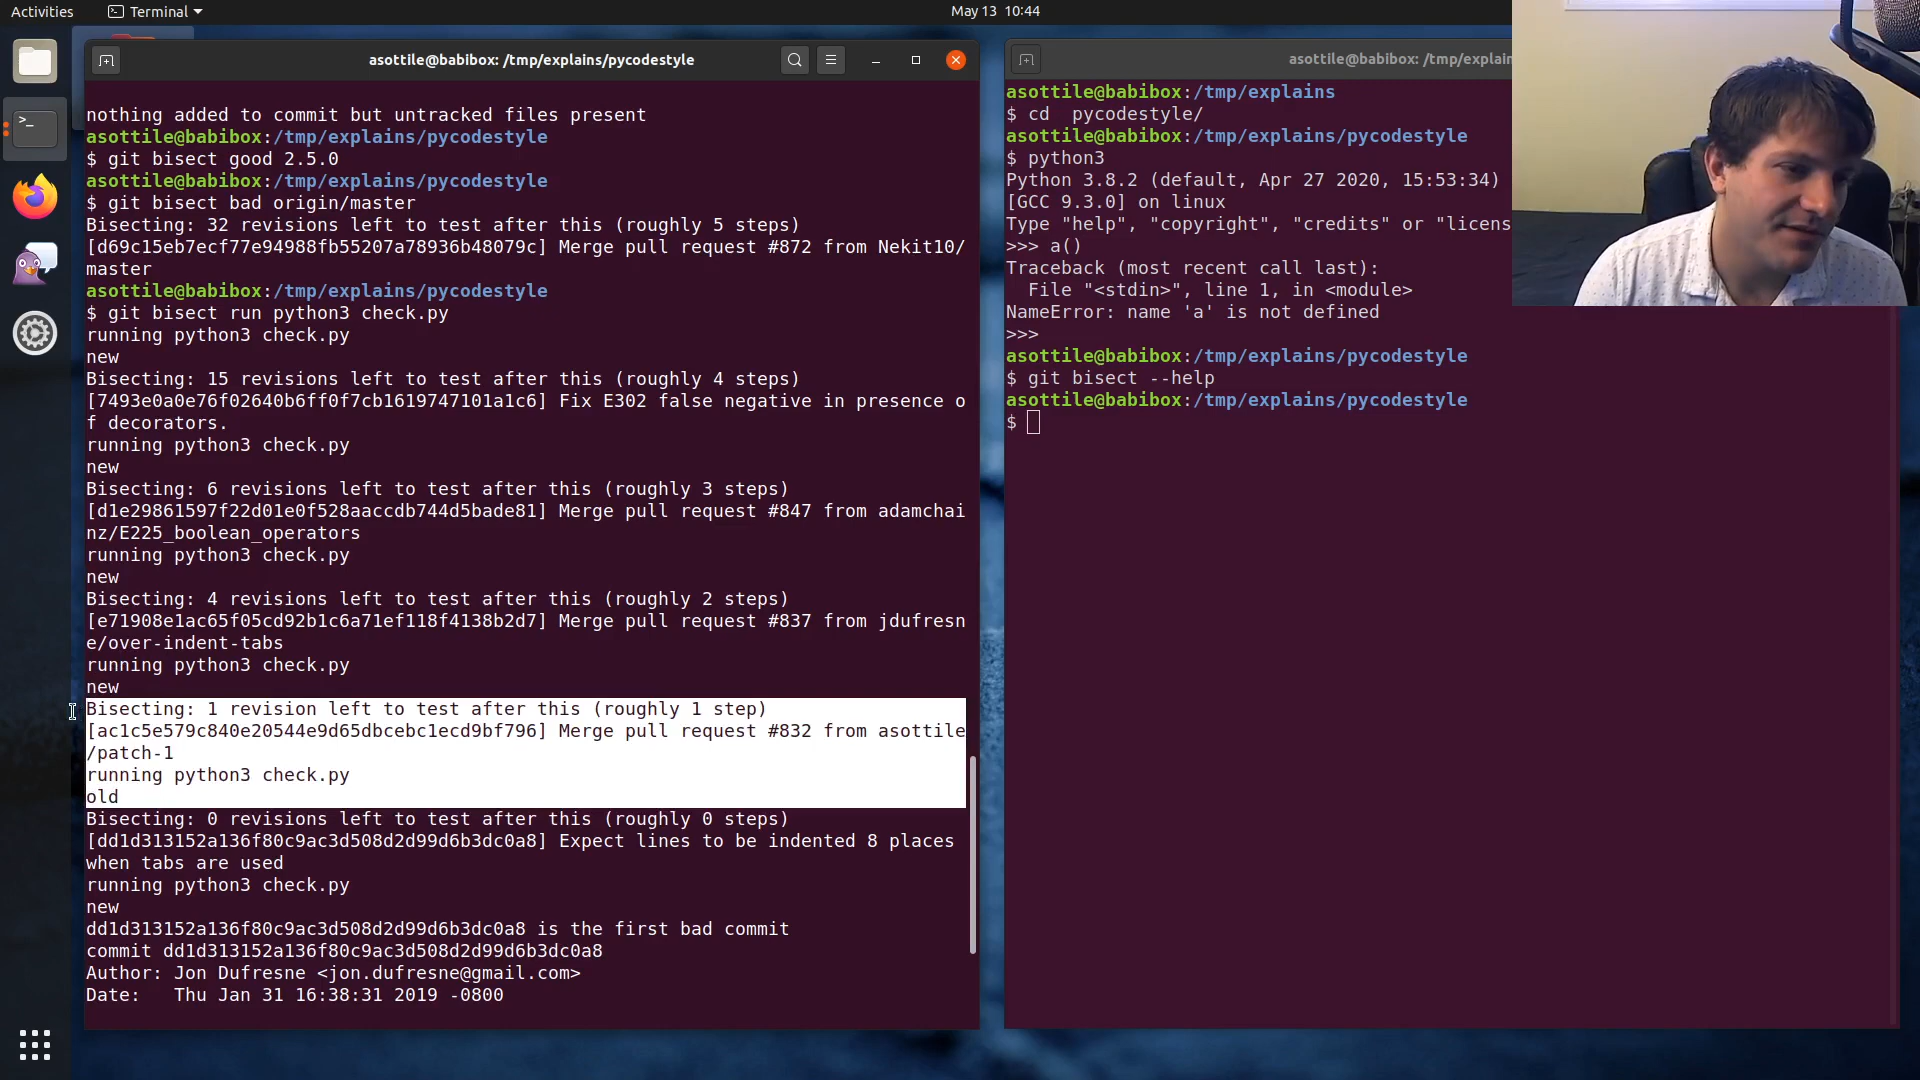 Activities
Terminal
May 13 10:44
asottile@babibox: /tmp/explains/pycodestyle
nothing added to commit but untracked files present
asottile@babibox:/tmp/explains/pycodestyle
$ git bisect good 2.5.0
asottile@babibox:/tmp/explains/pycodestyle
$ git bisect bad origin/master
Bisecting: 32 revisions left to test after this (roughly 5 steps)
[d69c15eb7ecf77e94988fb55207a78936b48079c] Merge pull request #872 from Nekit10/
master
asottile@babibox:/tmp/explains/pycodestyle
$ git bisect run python3 check.py
running python3 check.py
new
Bisecting: 15 revisions left to test after this (roughly 4 steps)
[7493e0a0e76f02640b6ff0f7cb1619747101a1c6] Fix E302 false negative in presence o
f decorators.
running python3 check.py
new
Bisecting: 6 revisions left to test after this (roughly 3 steps)
[d1e29861597f22d01e0f528aaccdb744d5bade81] Merge pull request #847 from adamchai
nz/E225_boolean_operators
running python3 check.py
new
Bisecting: 4 revisions left to test after this (roughly 2 steps)
[e71908e1ac65f05cd92b1c6a71ef118f4138b2d7] Merge pull request #837 from jdufresn
e/over-indent-tabs
running python3 check.py
new
Bisecting: 1 revision left to test after this (roughly 1 step)
[ac1c5e579c840e20544e9d65dbcebc1ecd9bf796] Merge pull request #832 from asottile
/patch-1
running python3 check.py
old
Bisecting: 0 revisions left to test after this (roughly 0 steps)
[dd1d313152a136f80c9ac3d508d2d99d6b3dc0a8] Expect lines to be indented 8 places
when tabs are used
running python3 check.py
new
dd1d313152a136f80c9ac3d508d2d99d6b3dc0a8 is the first bad commit
commit dd1d313152a136f80c9ac3d508d2d99d6b3dc0a8
Author: Jon Dufresne <jon.dufresne@gmail.com>
Date:   Thu Jan 31 16:38:31 2019 -0800
asottile@babibox: /tmp/explain
asottile@babibox:/tmp/explains
$ cd  pycodestyle/
asottile@babibox:/tmp/explains/pycodestyle
$ python3
Python 3.8.2 (default, Apr 27 2020, 15:53:34)
[GCC 9.3.0] on linux
Type "help", "copyright", "credits" or "licens
>>> a()
Traceback (most recent call last):
  File "<stdin>", line 1, in <module>
NameError: name 'a' is not defined
>>>
asottile@babibox:/tmp/explains/pycodestyle
$ git bisect --help
asottile@babibox:/tmp/explains/pycodestyle
$